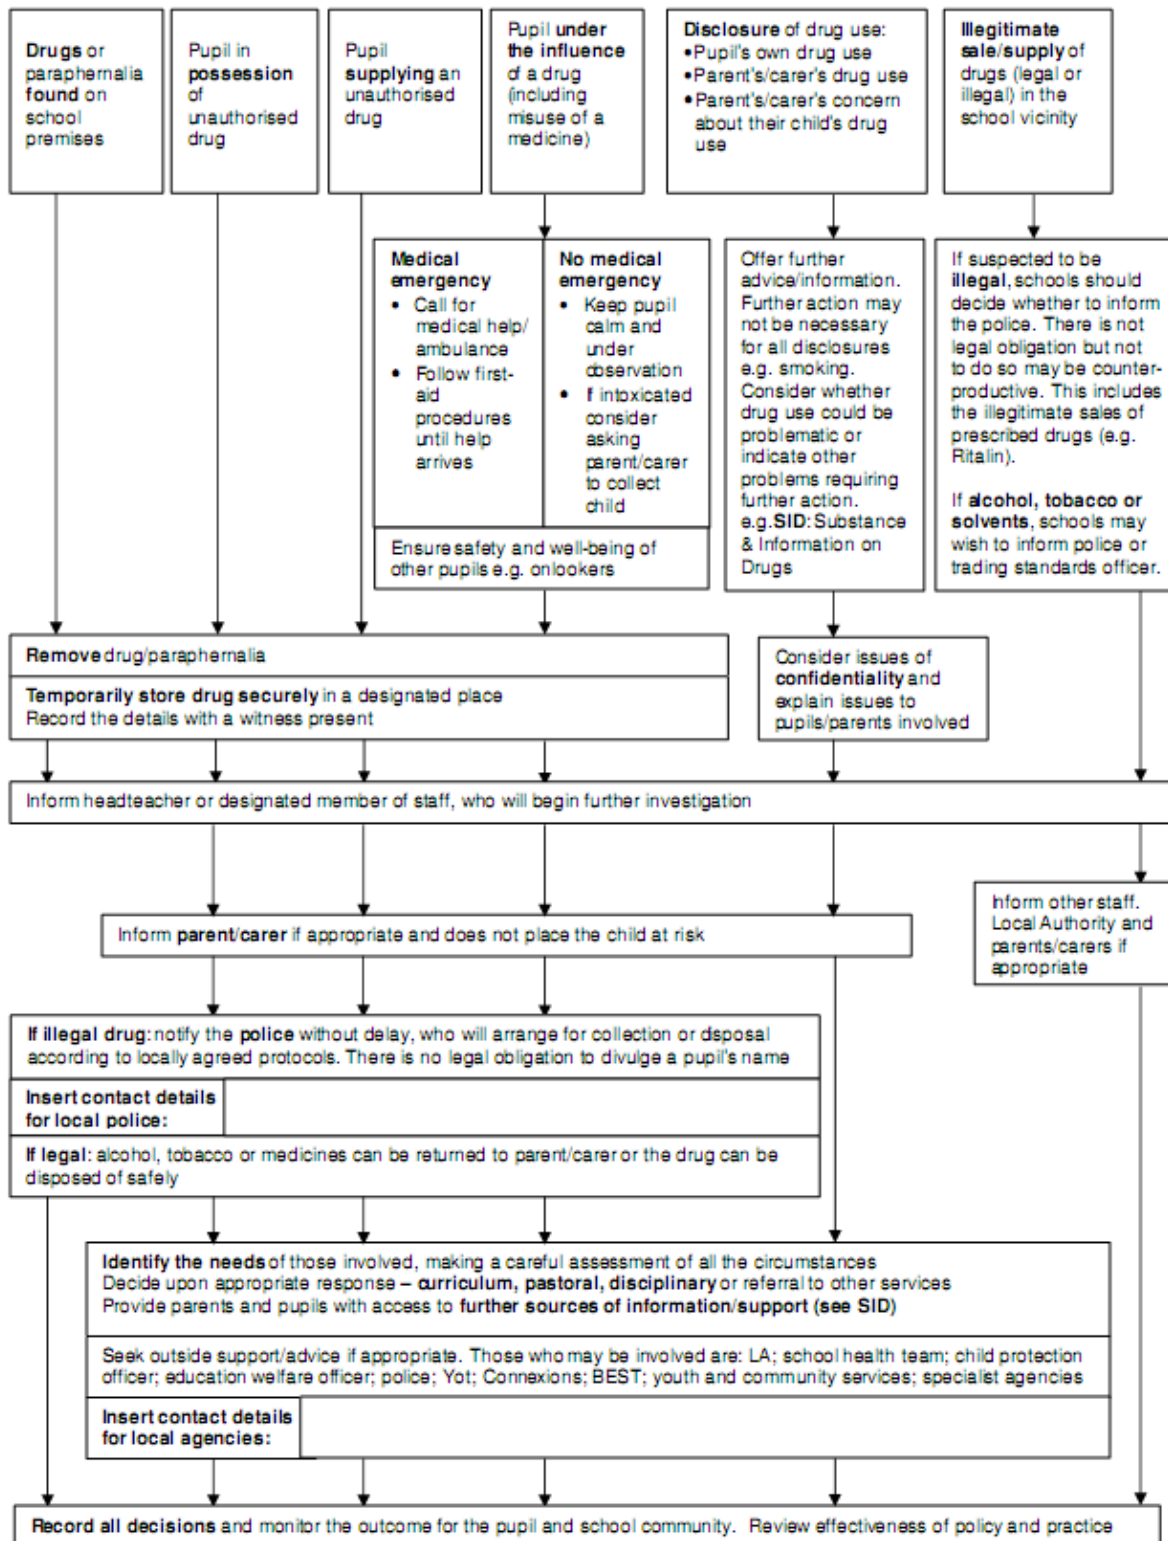 Drugs or
paraphernalia
found on
school
premises
Pupil in
possession
of
unauthorised
drug
Pupil
supplying an
unauthorised
drug
Pupil under
the influence
of a drug
(including
misuse of a
medicine)
Disclosure of drug use:
•Pupil's own drug use
•Parent's/carer's drug use
•Parent's/carer's concern
about their child's drug
use
Illegitimate
sale/supply of
drugs (legal or
illegal) in the
school vicinity
Medical
emergency
• Call for
medical help/
ambulance
• Follow first-
aid
procedures
until help
arrives
No medical
emergency
• Keep pupil
calm and
under
observation
• If intoxicated
consider
asking
parent/carer
to collect
child
Ensure safety and well-being of
other pupils e.g. onlookers
Offer further
advice/information.
Further action may
not be necessary
for all disclosures
e.g. smoking.
Consider whether
drug use could be
problematic or
indicate other
problems requiring
further action.
e.g.SID: Substance
& Information on
Drugs
If suspected to be
illegal, schools should
decide whether to inform
the police. There is not
legal obligation but not
to do so may be counter-
productive. This includes
the illegitimate sales of
prescribed drugs (e.g.
Ritalin).
If alcohol, tobacco or
solvents, schools may
wish to inform police or
trading standards officer.
Remove drug/paraphernalia
Temporarily store drug securely in a designated place
Record the details with a witness present
Consider issues of
confidentiality and
explain issues to
pupils/parents involved
Inform headteacher or designated member of staff, who will begin further investigation
Inform parent/carer if appropriate and does not place the child at risk
Inform other staff.
Local Authority and
parents/carers if
appropriate
If illegal drug: notify the police without delay, who will arrange for collection or disposal
according to locally agreed protocols. There is no legal obligation to divulge a pupil's name
Insert contact details
for local police:
If legal: alcohol, tobacco or medicines can be returned to parent/carer or the drug can be
disposed of safely
Identify the needs of those involved, making a careful assessment of all the circumstances
Decide upon appropriate response – curriculum, pastoral, disciplinary or referral to other services
Provide parents and pupils with access to further sources of information/support (see SID)
Seek outside support/advice if appropriate. Those who may be involved are: LA; school health team; child protection
officer; education welfare officer; police; Yot; Connexions; BEST; youth and community services; specialist agencies
Insert contact details
for local agencies:
Record all decisions and monitor the outcome for the pupil and school community. Review effectiveness of policy and practice